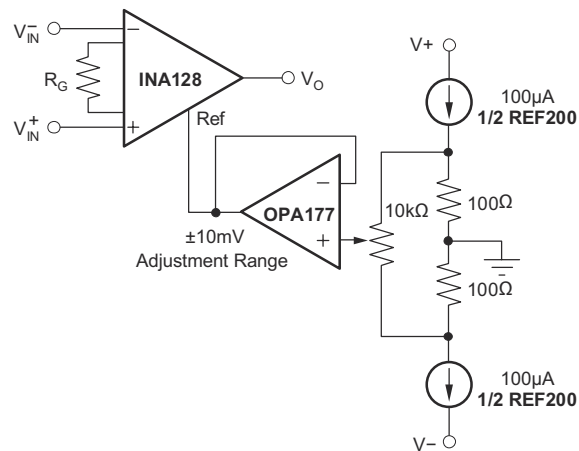 V−IN
−
RG
INA128
VO
V+IN
+
Ref
V+
100µA
1/2 REF200
−
OPA177
+
10kΩ
100Ω
100Ω
±10mV
Adjustment Range
100µA
1/2 REF200
V−